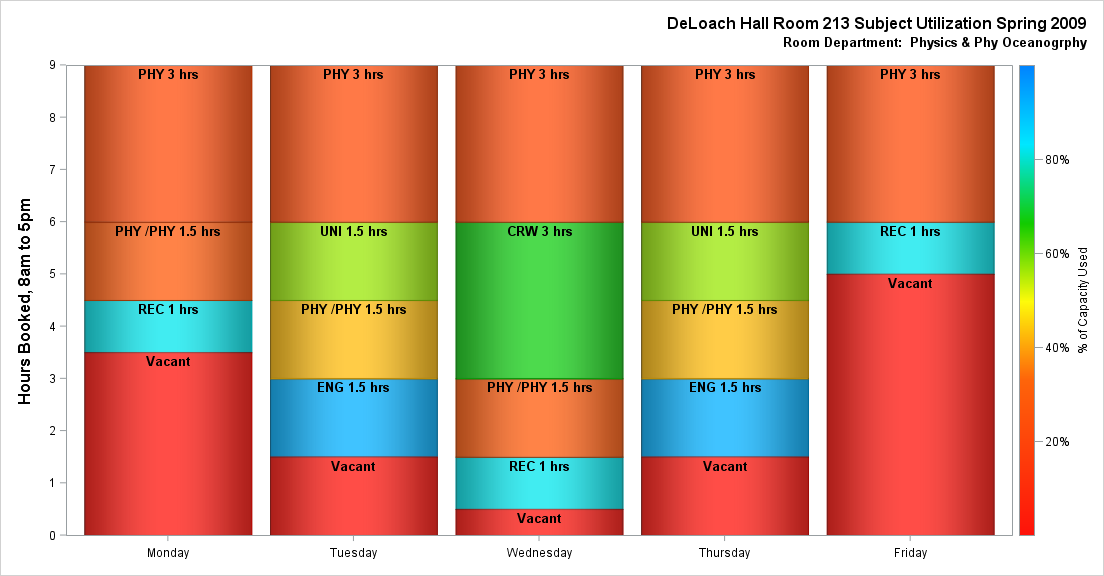 DeLoach Hall Room 213 Subject Utilization Spring 2009
Room Department:  Physics & Phy Oceanogrphy
Hours Booked, 8am to 5pm
9
8
7
6
5
4
3
2
1
0
PHY 3 hrs
PHY /PHY 1.5 hrs
REC 1 hrs
Vacant
Monday
PHY 3 hrs
UNI 1.5 hrs
PHY /PHY 1.5 hrs
ENG 1.5 hrs
Vacant
Tuesday
PHY 3 hrs
CRW 3 hrs
PHY /PHY 1.5 hrs
REC 1 hrs
Vacant
Wednesday
PHY 3 hrs
UNI 1.5 hrs
PHY /PHY 1.5 hrs
ENG 1.5 hrs
Vacant
Thursday
PHY 3 hrs
REC 1 hrs
Vacant
Friday
80%
60%
40%
20%
% of Capacity Used